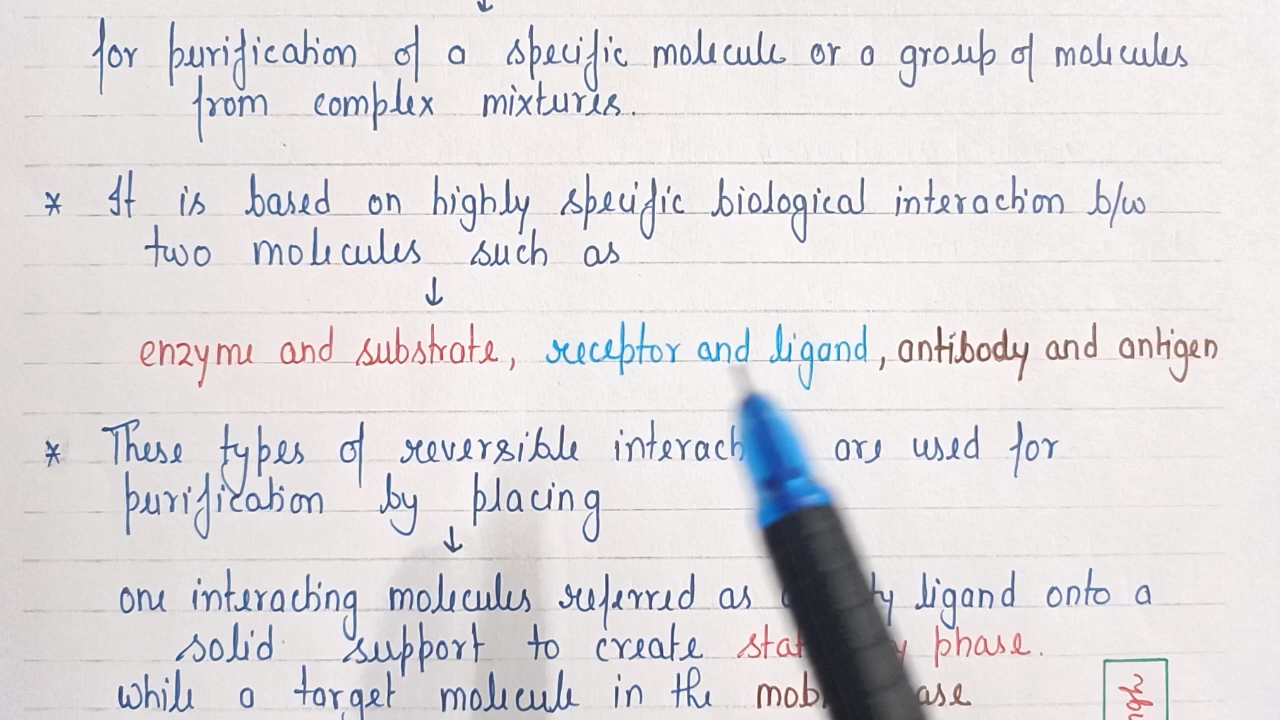 for purification of a specific molecule or a group of molecules
from complex mixtures.
* It is based on highly specific biological interaction b/w
two molecules such as
↓
enzyme and substrate, receptor and ligand, antibody and antigen
* These types of reversible are used for
purification by placing
↓
one interacting molecules referred as ligand onto a
solid support to create phase.
while a target molecule in the